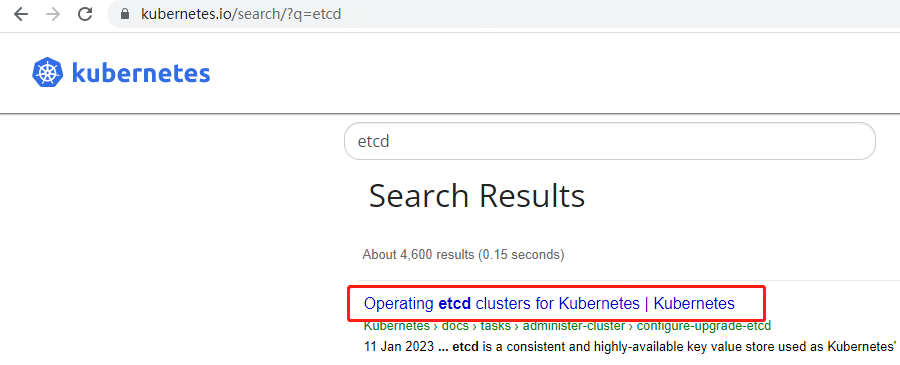 kubernetes.io/search/?q=etcd
kubernetes
etcd
Search Results
About 4,600 results (0.15 seconds)
Operating etcd clusters for Kubernetes | Kubernetes
Kubernetes › docs › tasks › administer-cluster › configure-upgrade-etcd
11 Jan 2023 ... etcd is a consistent and highly-available key value store used as Kubernetes'